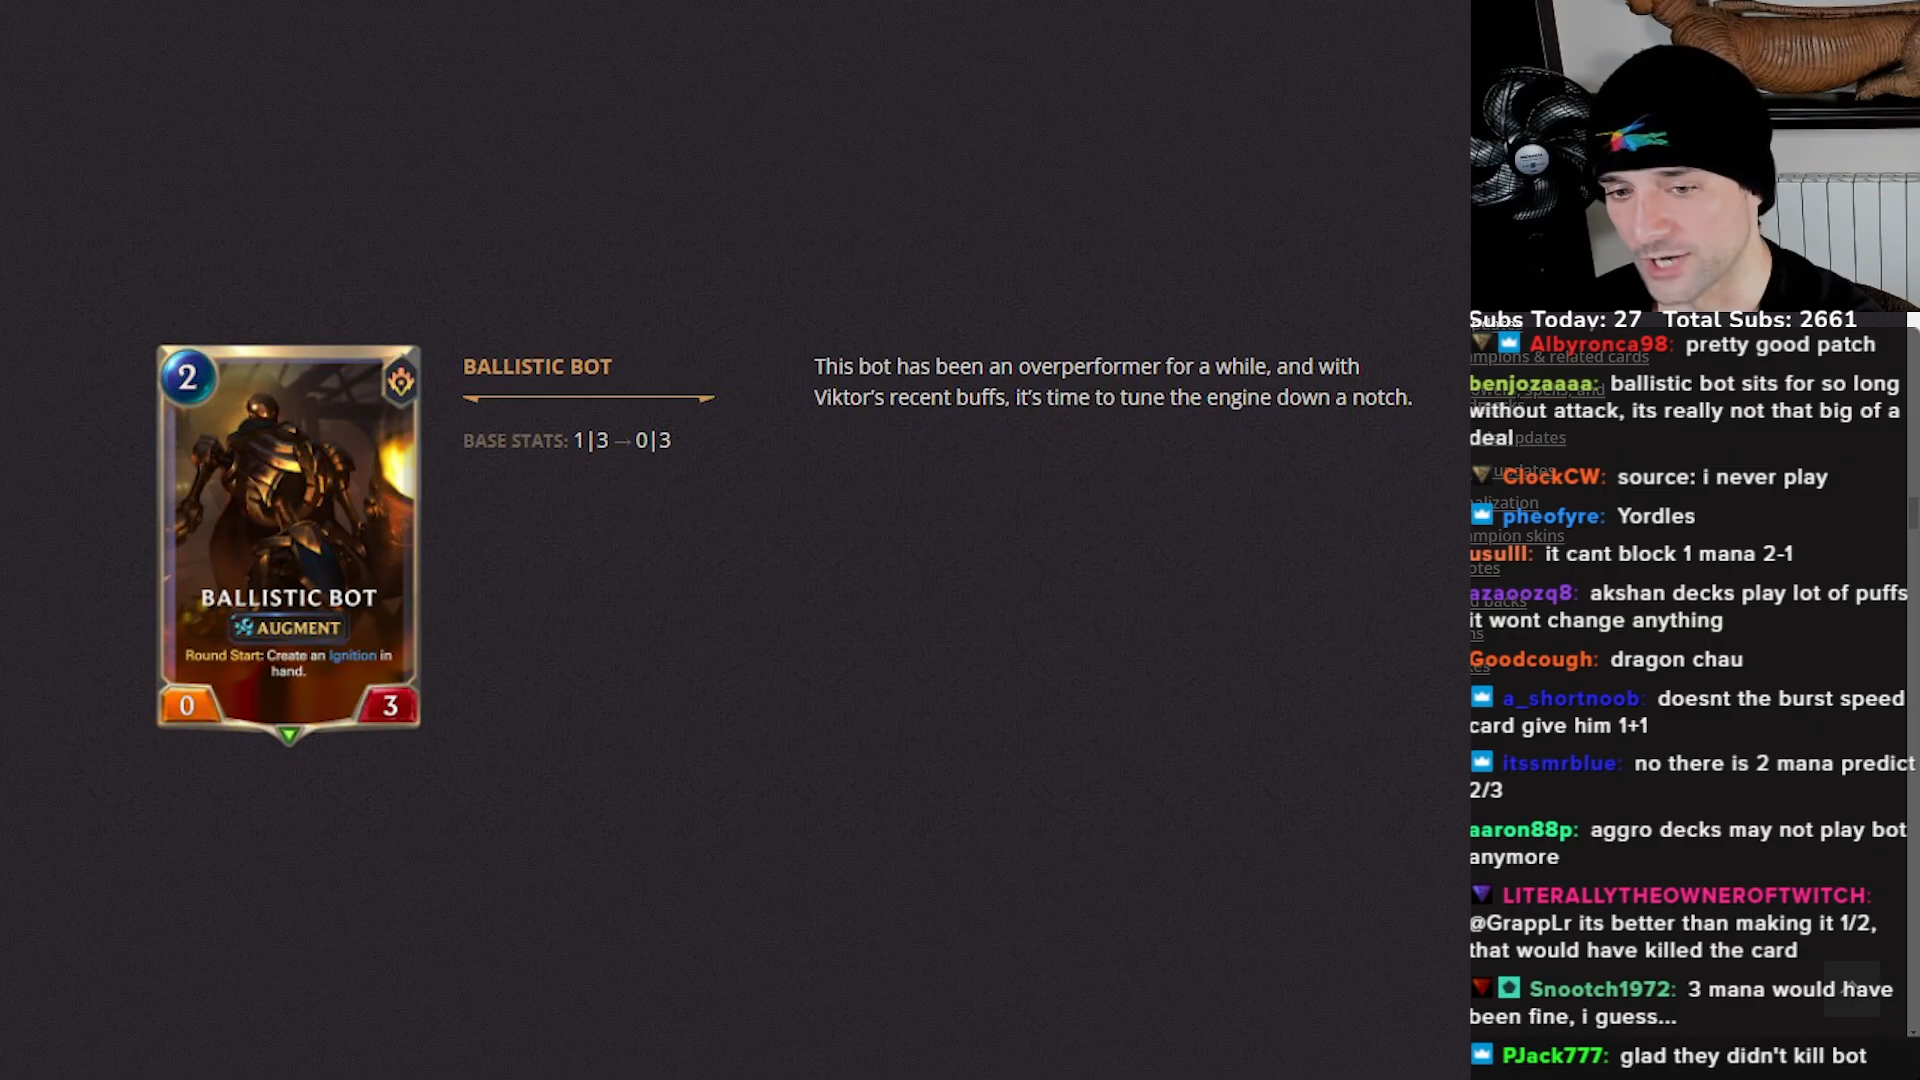 2
BALLISTIC BOT
AUGMENT
Round Start: Create an Ignition in
hand.
0
3
BALLISTIC BOT
BASE STATS: 1|3 → 0|3
This bot has been an overperformer for a while, and with
Viktor's recent buffs, it's time to tune the engine down a notch.
Subs Today: 27 Total Subs: 2661
Albyronca98: pretty good patch
benjozaaaa: ballistic bot sits for so long
without attack, its really not that big of a
deal
ClockCW: source: i never play
pheofyre: Yordles
usulll: it cant block 1 mana 2-1
azaoozq8: akshan decks play lot of puffs
it wont change anything
Goodcough: dragon chau
a_shortnoob: doesnt the burst speed
card give him 1+1
itssmrblue: no there is 2 mana predict
2/3
aaron88p: aggro decks may not play bot
anymore
LITERALLYTHEOWNEROFTWITCH:
@GrappLr its better than making it 1/2,
that would have killed the card
Snootch1972: 3 mana would have
been fine, i guess...
PJack777: glad they didn't kill bot